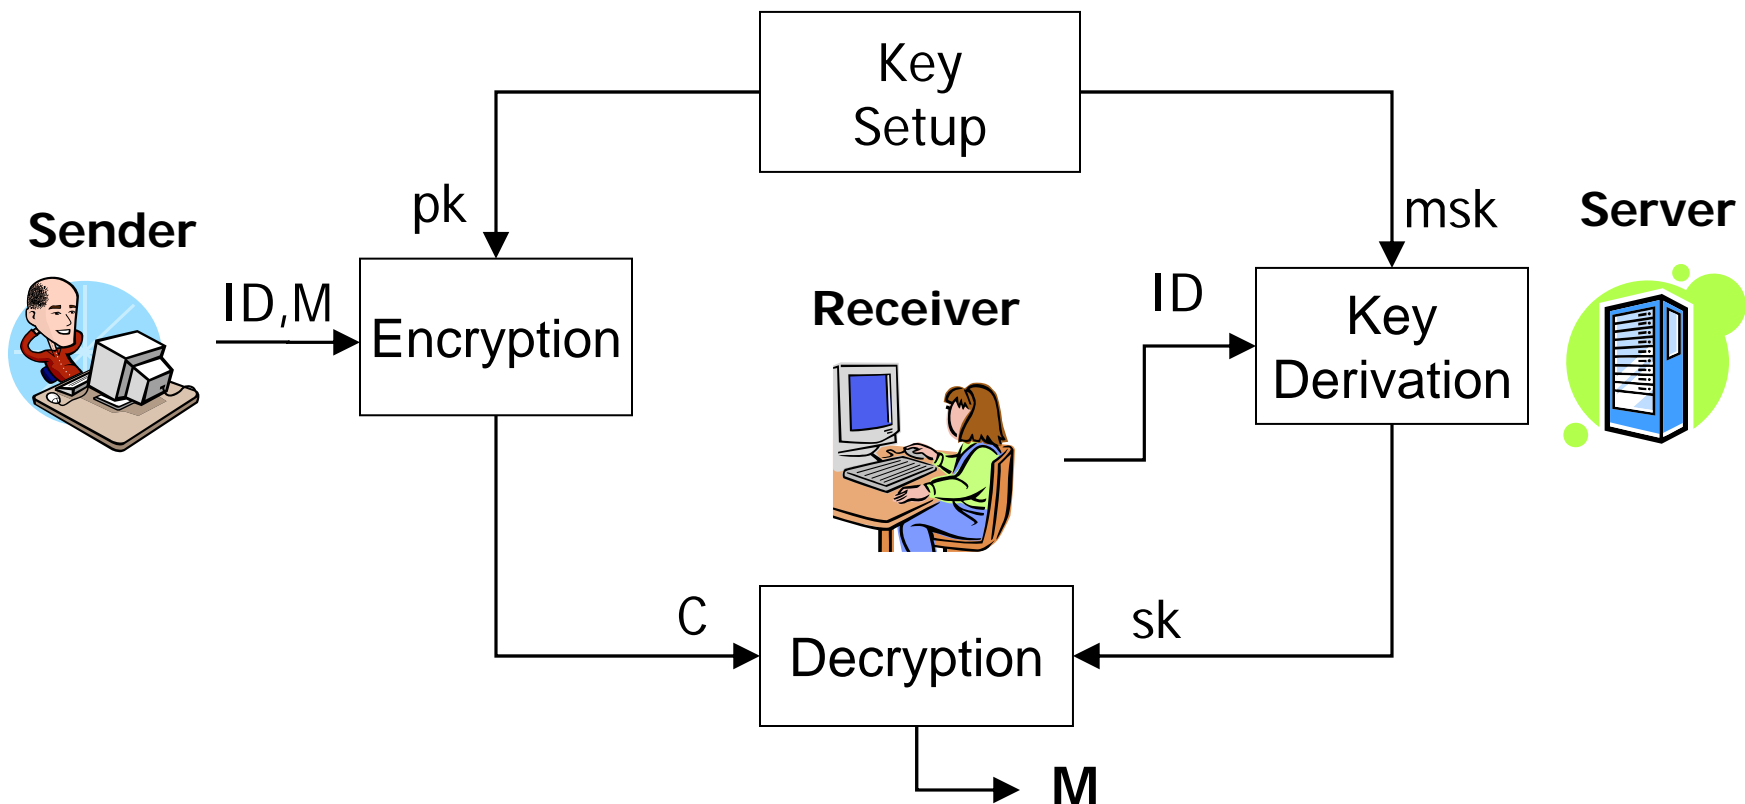 Key
Setup
pk
msk
Sender
Server
ID,M
Encryption
Receiver
ID
Key
Derivation
C
sk
Decryption
M